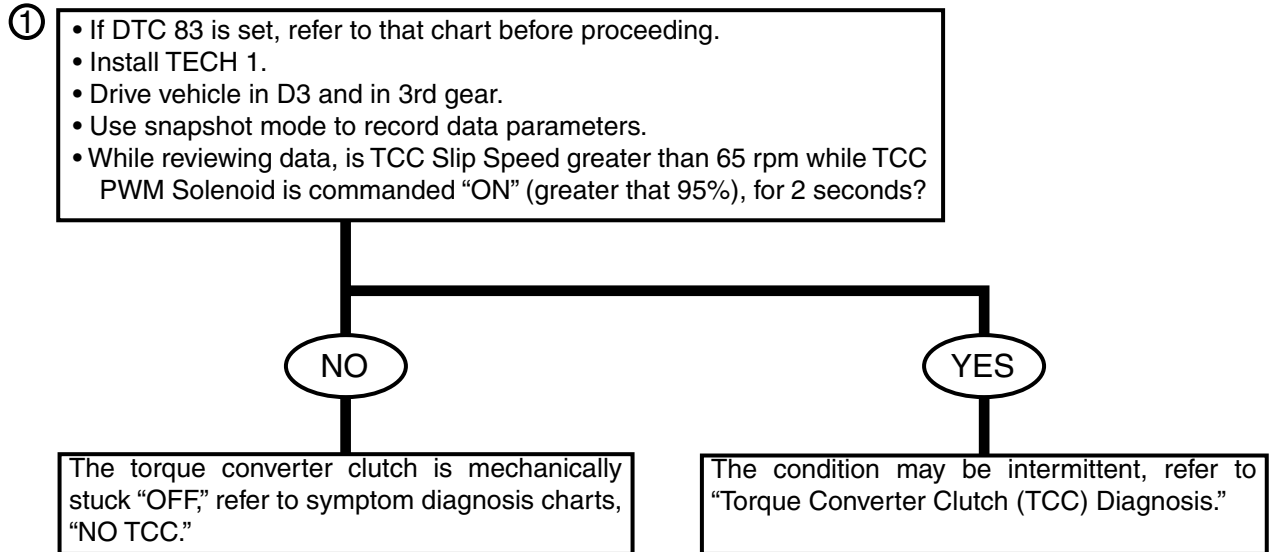 ①
• If DTC 83 is set, refer to that chart before proceeding.
• Install TECH 1.
• Drive vehicle in D3 and in 3rd gear.
• Use snapshot mode to record data parameters.
• While reviewing data, is TCC Slip Speed greater than 65 rpm while TCC
PWM Solenoid is commanded “ON” (greater that 95%), for 2 seconds?
NO
YES
The torque converter clutch is mechanically
stuck “OFF,” refer to symptom diagnosis charts,
“NO TCC.”
The condition may be intermittent, refer to
“Torque Converter Clutch (TCC) Diagnosis.”